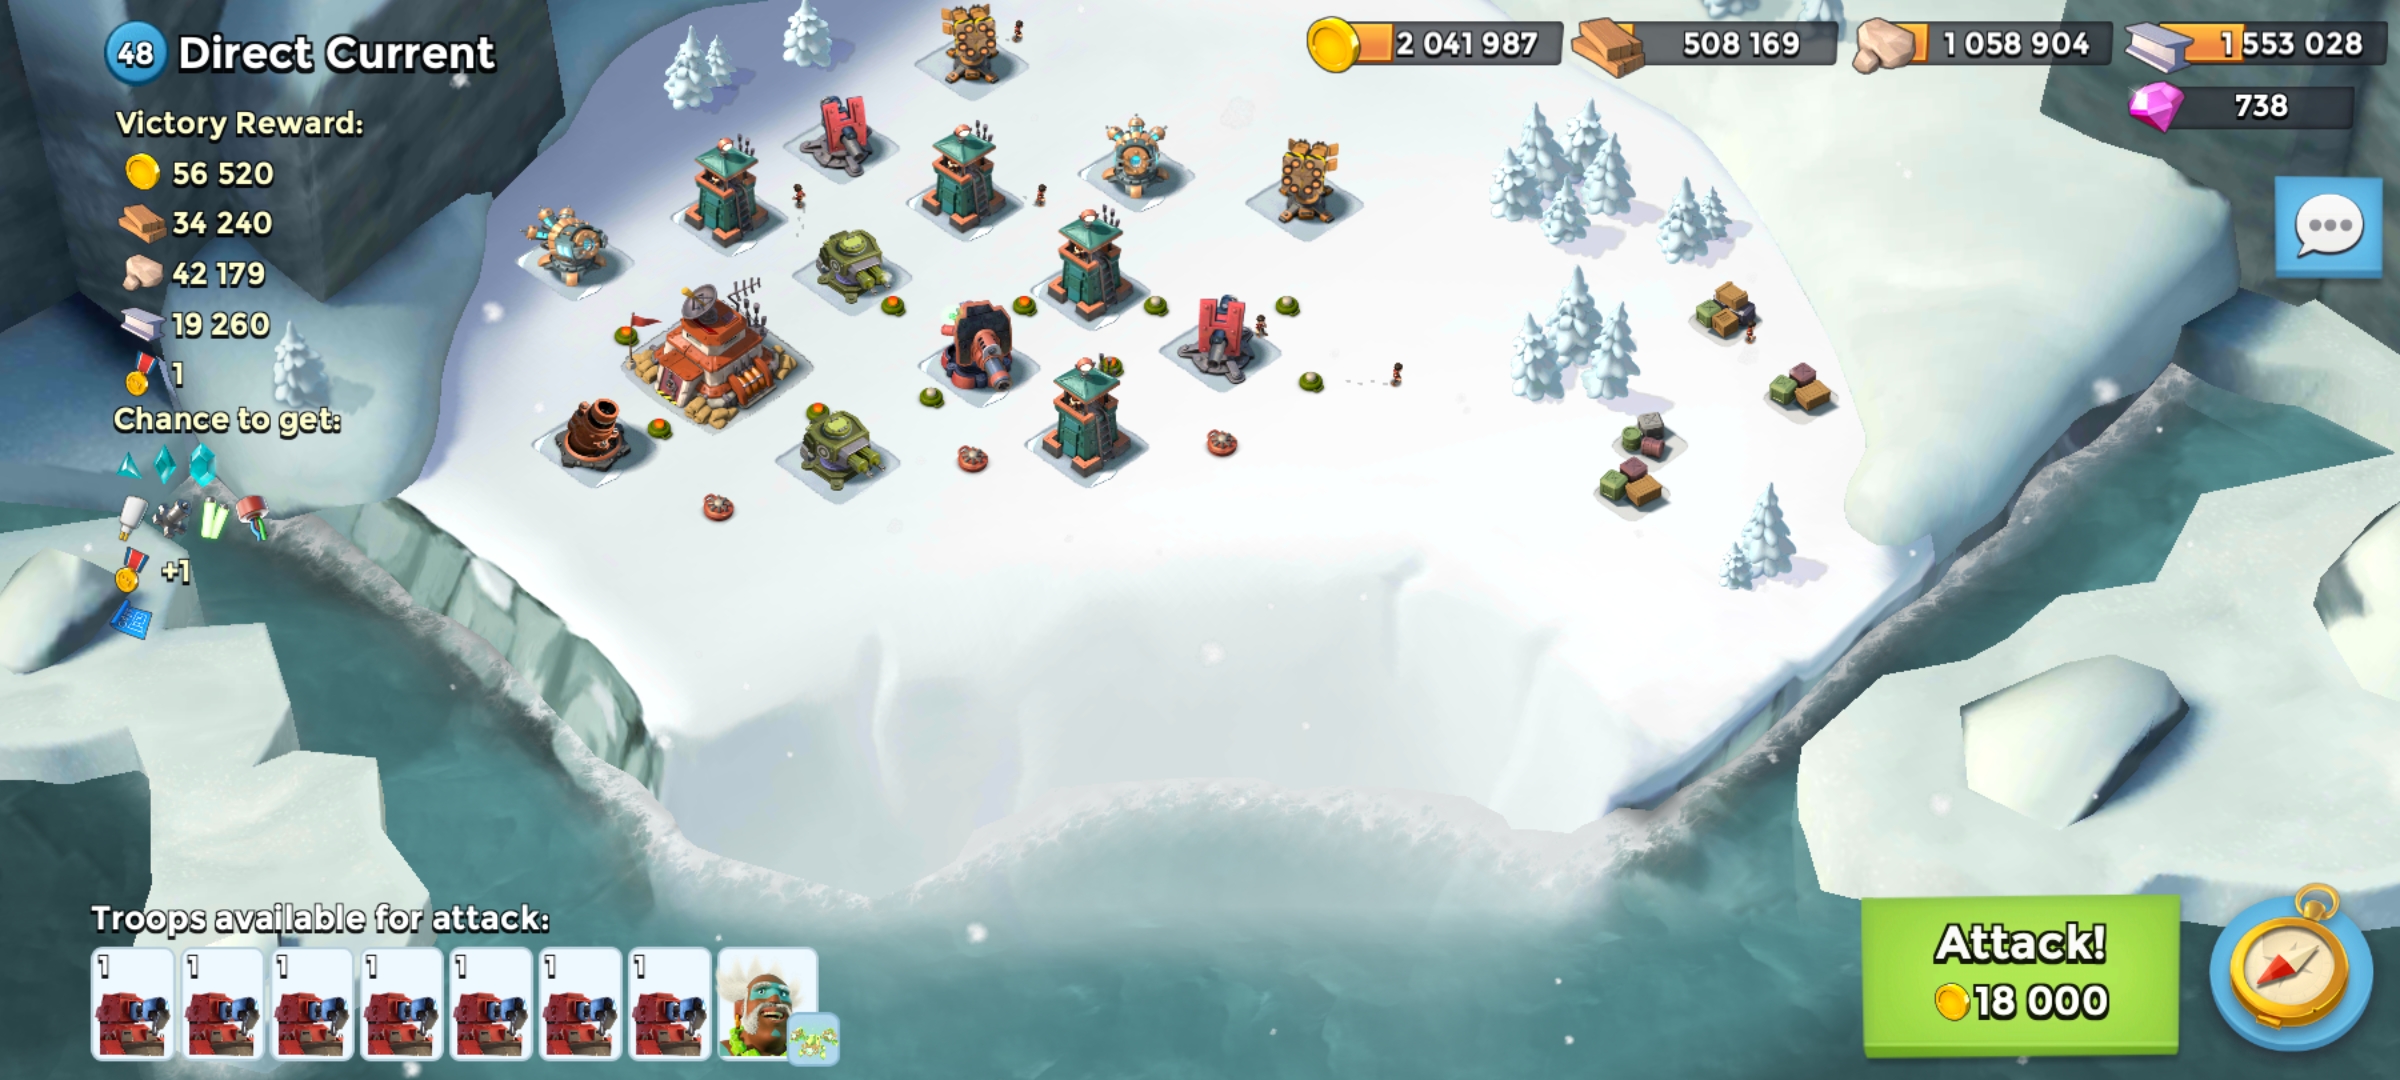 48 Direct Current
2 041 987
508 169
1 058 904
1 553 028
738
Victory Reward:
56 520
34 240
42 179
19 260
1
Chance to get:
+1
Troops available for attack:
1 1 1 1 1 1 1
Attack!
18 000